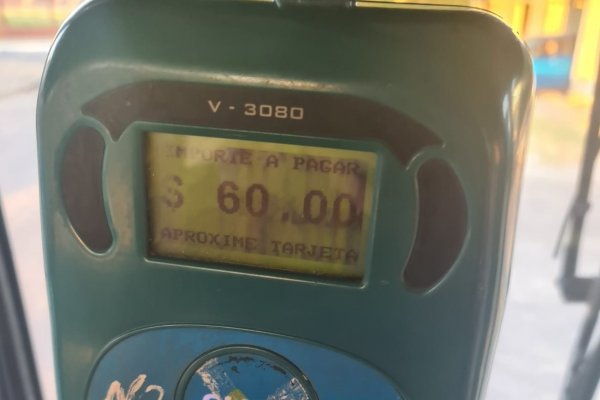 V - 3080
IMPORTE A PAGAR
$ 60.00
APROXIME TARJETA